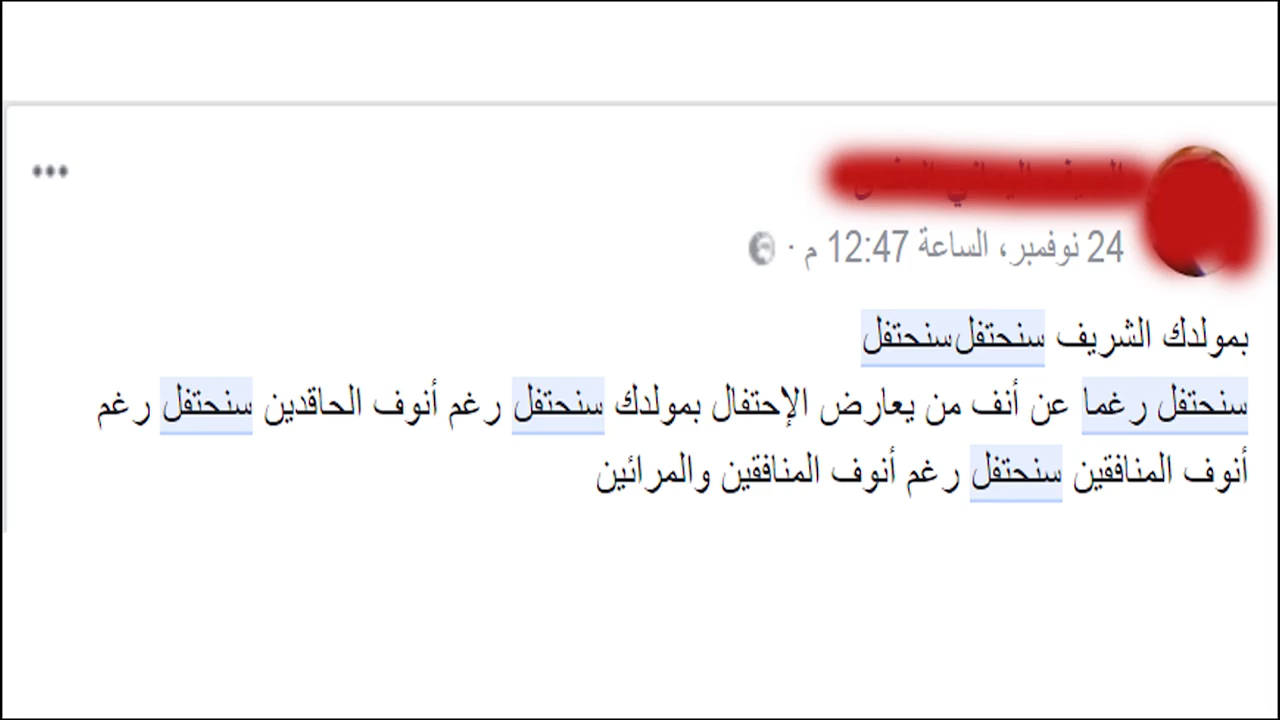 24 نوفمبر، الساعة 12:47 م ·
بمولدك الشريف سنحتفل سنحتفل
سنحتفل رغما عن أنف من يعارض الإحتفال بمولدك سنحتفل رغم أنوف الحاقدين سنحتفل رغم
أنوف المنافقين سنحتفل رغم أنوف المنافقين والمرائين